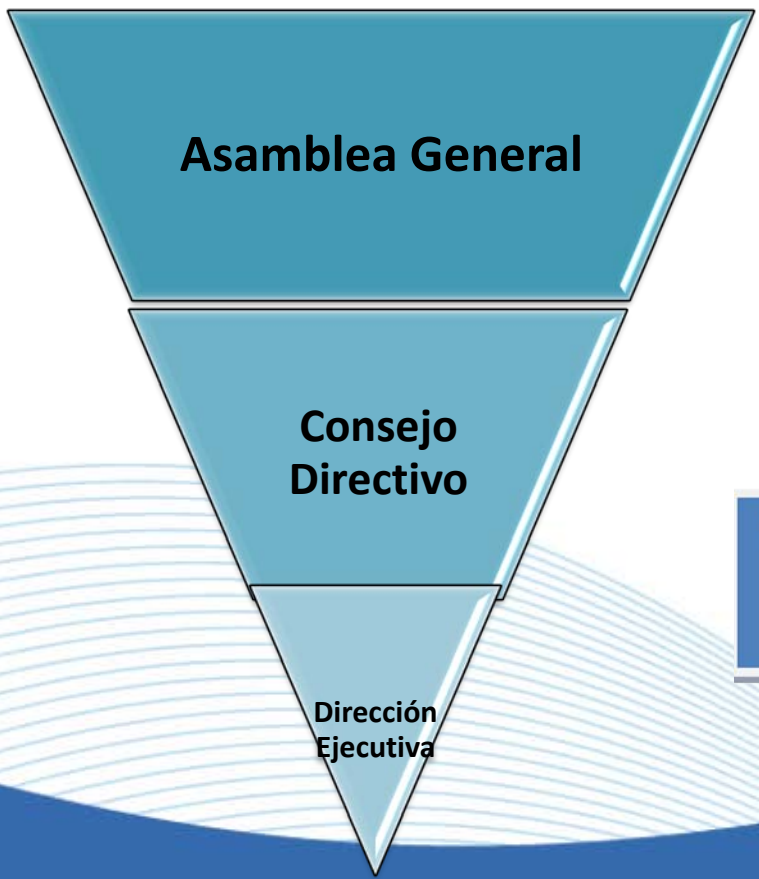 Asamblea General
Consejo
Directivo
Dirección
Ejecutiva